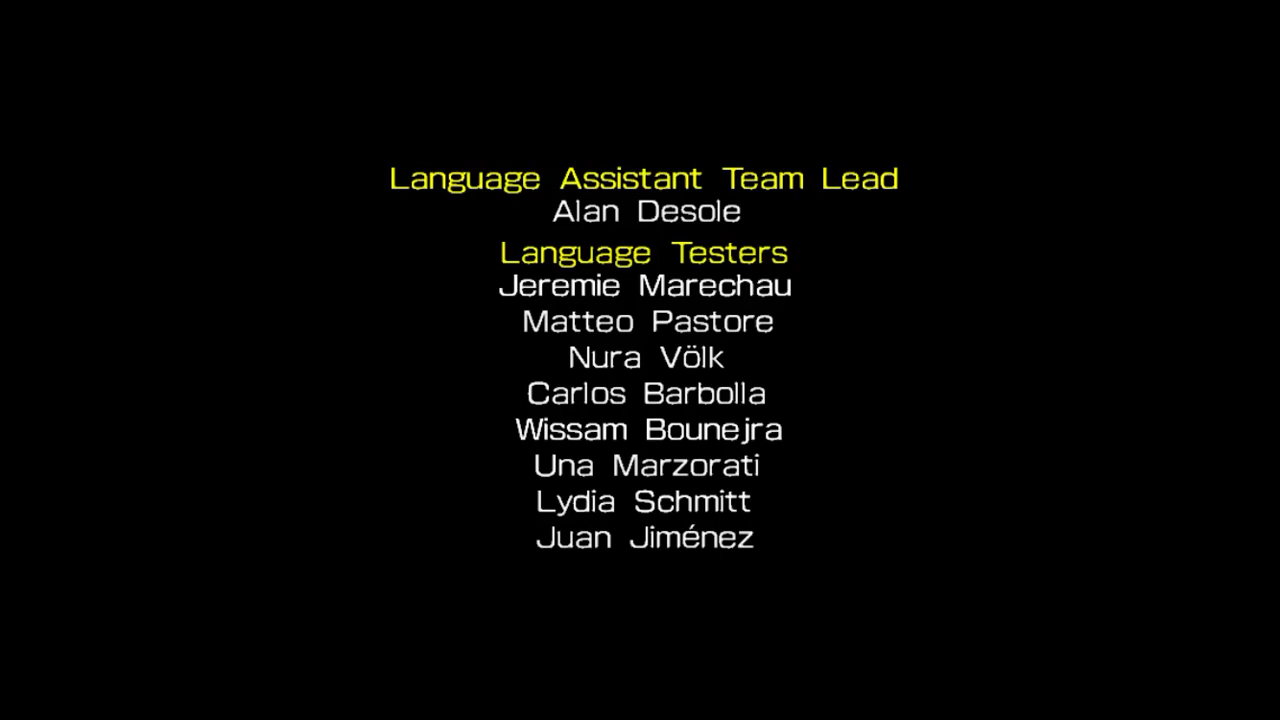 Language Assistant Team Lead
Alan Desole
Language Testers
Jeremie Marechau
Matteo Pastore
Nura Völk
Carlos Barbolla
Wissam Bounejra
Una Marzorati
Lydia Schmitt
Juan Jiménez